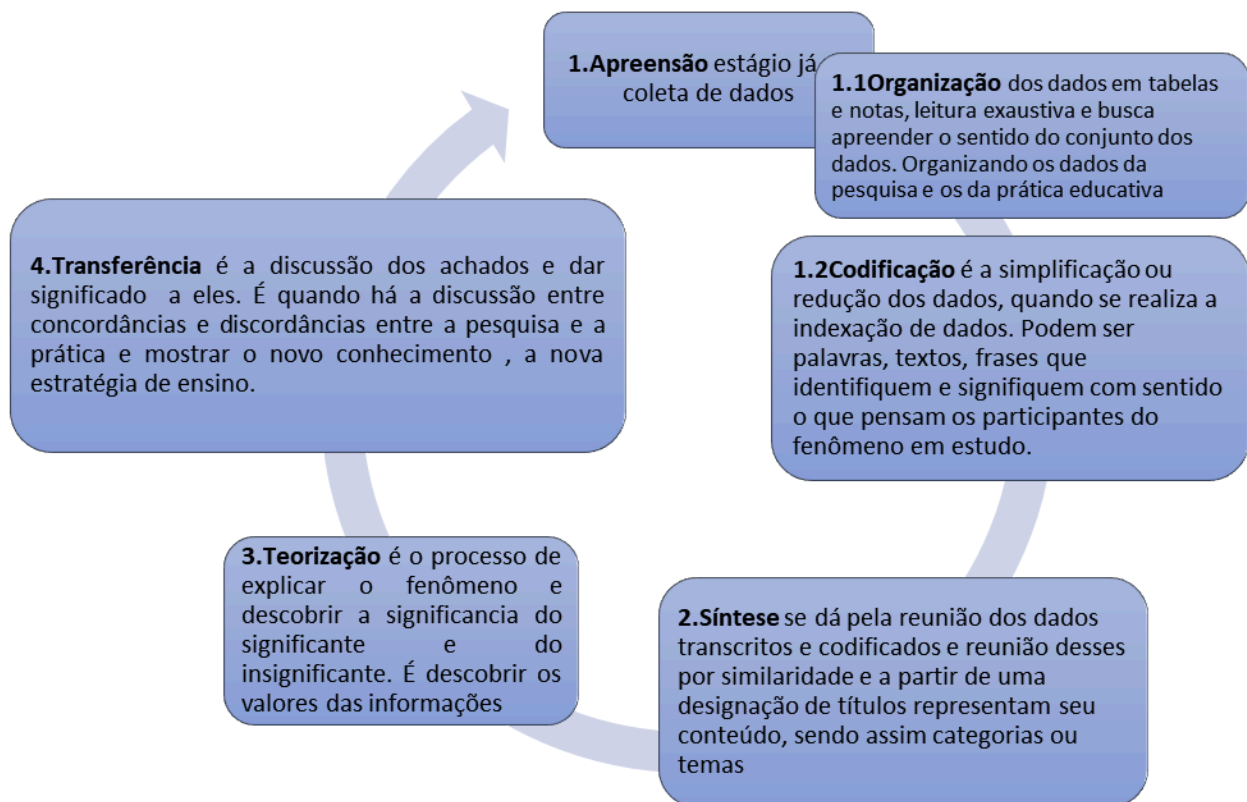 1.Apreensão estágio já
coleta de dados
1.1Organização dos dados em tabelas
e notas, leitura exaustiva e busca
apreender o sentido do conjunto dos
dados. Organizando os dados da
pesquisa e os da prática educativa
1.2Codificação é a simplificação ou
redução dos dados, quando se realiza a
indexação de dados. Podem ser
palavras, textos, frases que
identifiquem e signifiquem com sentido
o que pensam os participantes do
fenômeno em estudo.
2.Síntese se dá pela reunião dos dados
transcritos e codificados e reunião desses
por similaridade e a partir de uma
designação de títulos representam seu
conteúdo, sendo assim categorias ou
temas
3.Teorização é o processo de
explicar o fenômeno e
descobrir a significancia do
significante e do
insignificante. É descobrir os
valores das informações
4.Transferência é a discussão dos achados e dar
significado a eles. É quando há a discussão entre
concordâncias e discordâncias entre a pesquisa e a
prática e mostrar o novo conhecimento , a nova
estratégia de ensino.